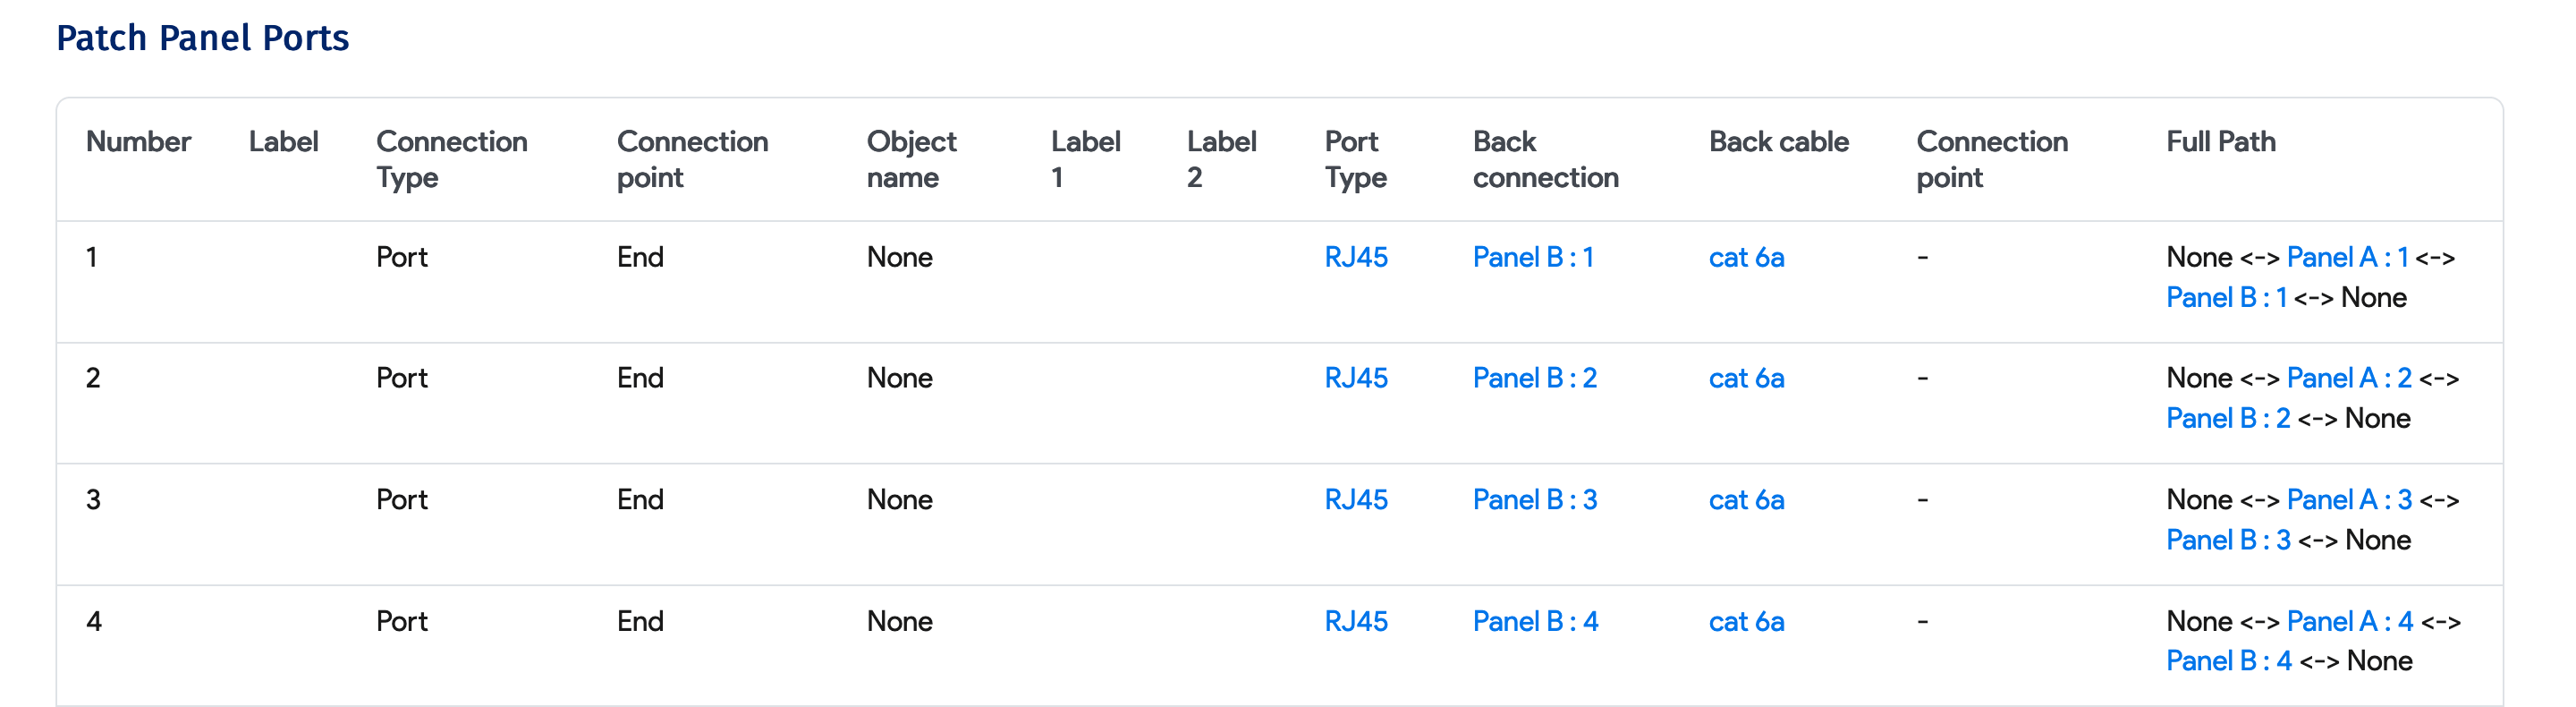 Patch Panel Ports
Number Label Connection Type Connection point Object name Label 1 Label 2 Port Type Back connection Back cable Connection point Full Path
1 Port End None RJ45 Panel B : 1 cat 6a - None <-> Panel A : 1 <->
Panel B : 1 <-> None
2 Port End None RJ45 Panel B : 2 cat 6a - None <-> Panel A : 2 <->
Panel B : 2 <-> None
3 Port End None RJ45 Panel B : 3 cat 6a - None <-> Panel A : 3 <->
Panel B : 3 <-> None
4 Port End None RJ45 Panel B : 4 cat 6a - None <-> Panel A : 4 <->
Panel B : 4 <-> None